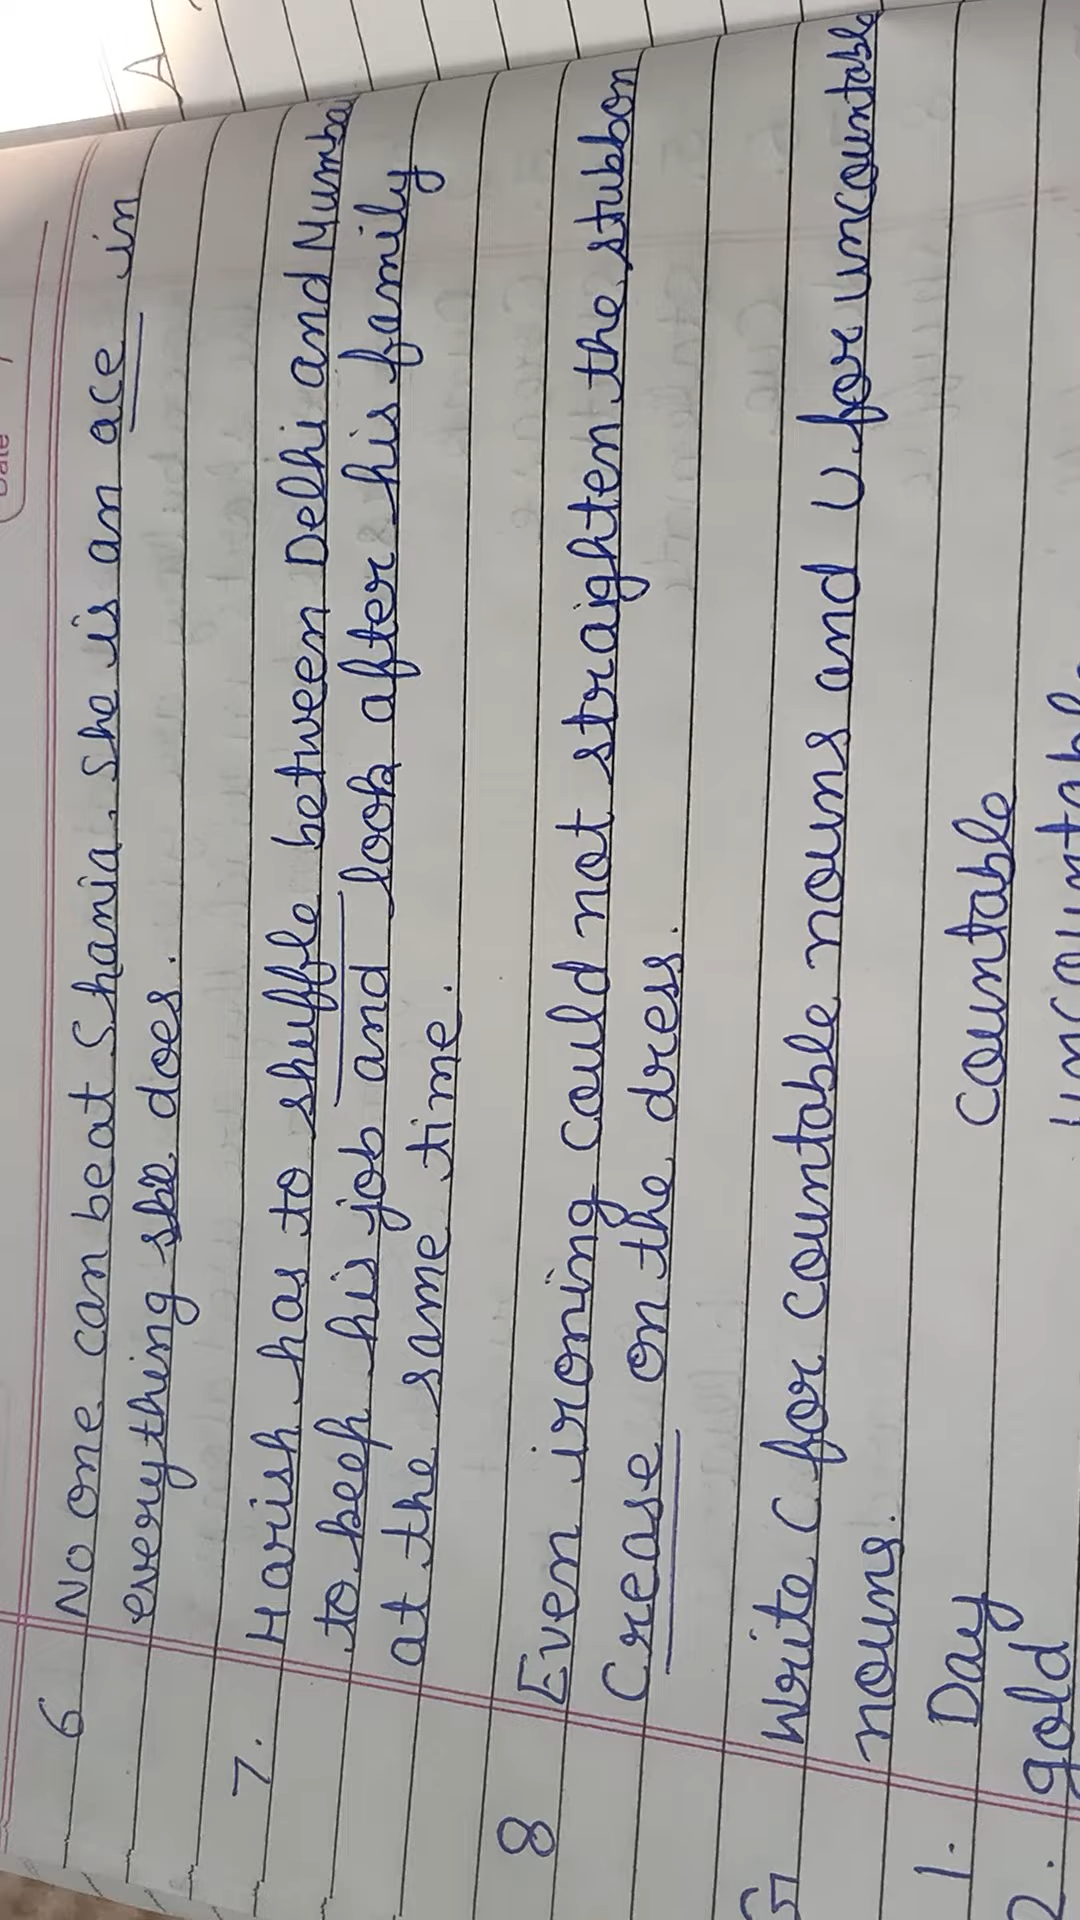 Date
A
6 No one can beat Shania. She is an ace in
everything she does.
7. Harish has to shuffle between Delhi and Mumbai
to keep his job and look after his family
at the same time.
8 Even ironing could not straighten the stubbon
Crease on the dress.
Write C for countable nouns and U for uncountable
nouns.
1. Day countable
2. gold uncountable